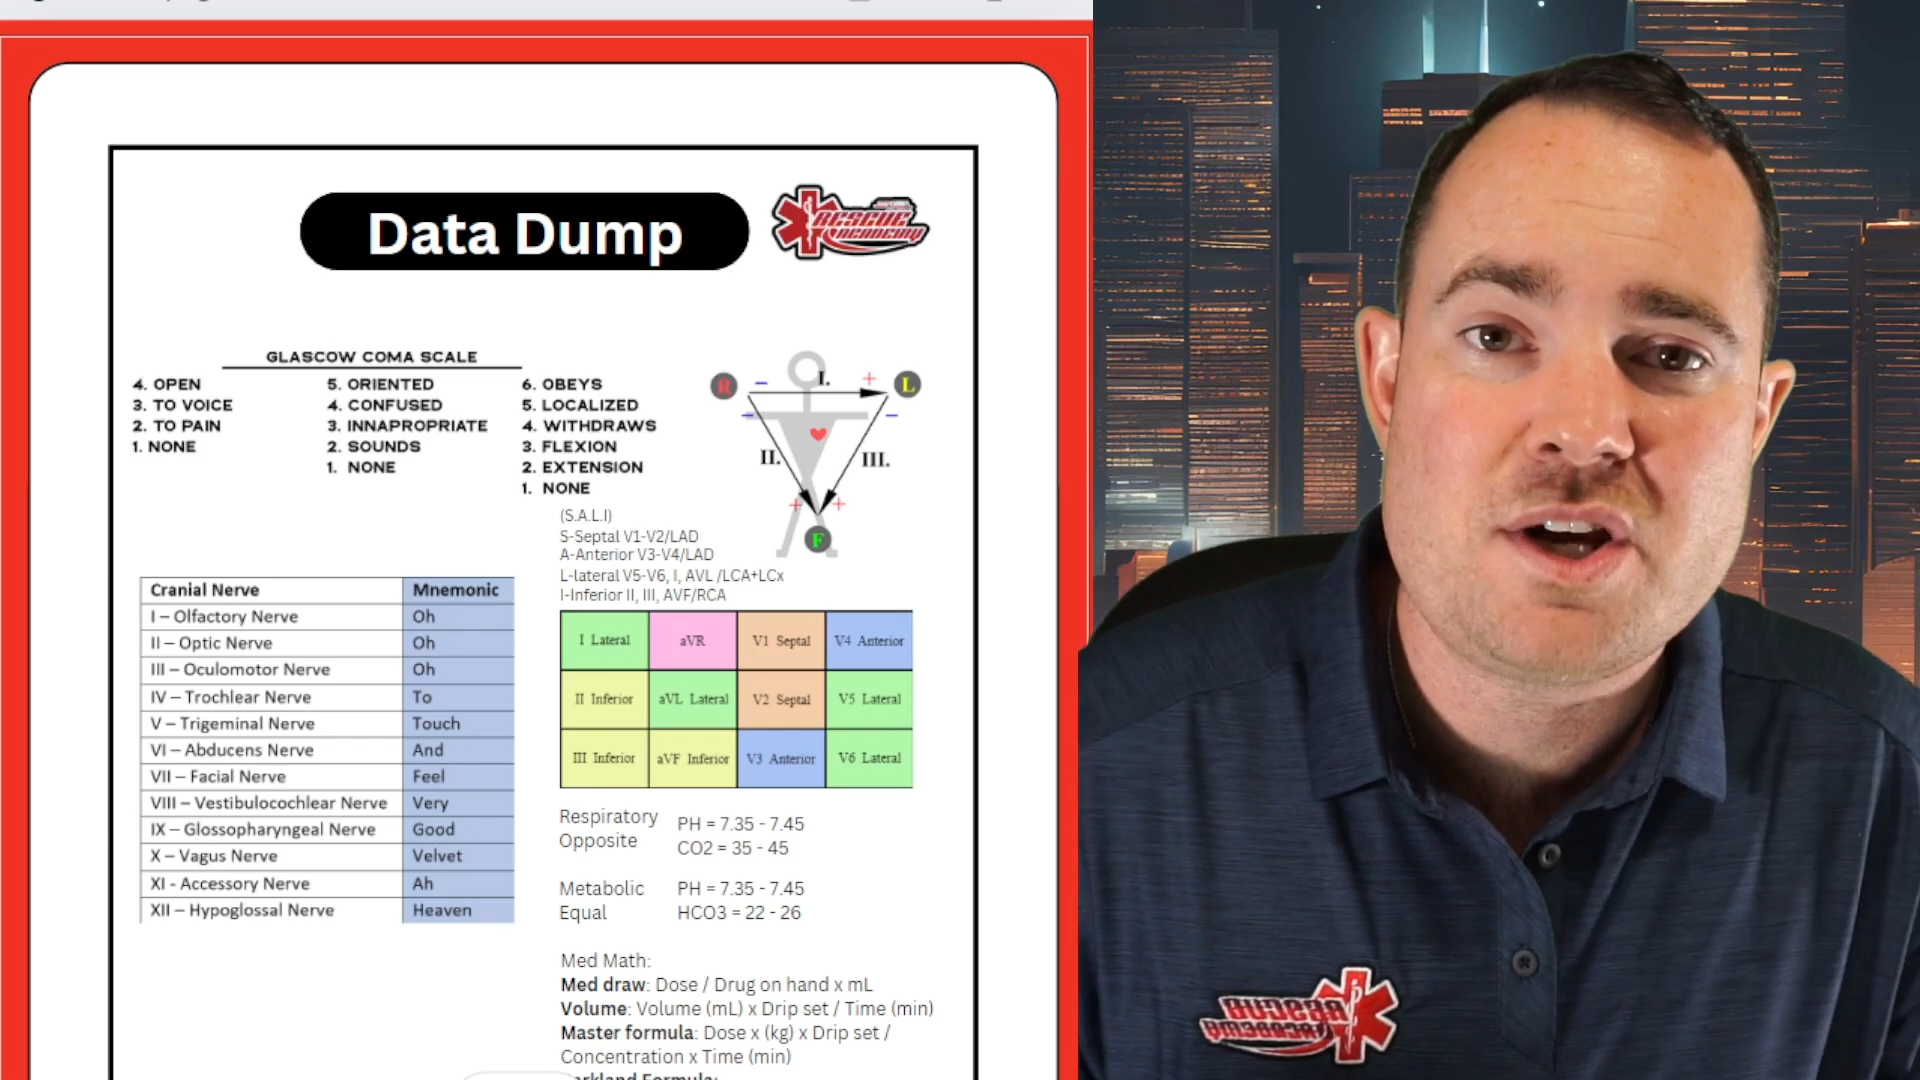 Data Dump
RESCUE
ACADEMY
GLASCOW COMA SCALE
4. OPEN
3. TO VOICE
2. TO PAIN
1. NONE
5. ORIENTED
4. CONFUSED
3. INNAPROPRIATE
2. SOUNDS
1. NONE
6. OBEYS
5. LOCALIZED
4. WITHDRAWS
3. FLEXION
2. EXTENSION
1. NONE
R
–
I.
+
L
–
–
II.
III.
+
+
F
(S.A.L.I)
S-Septal V1-V2/LAD
A-Anterior V3-V4/LAD
L-lateral V5-V6, I, AVL /LCA+LCx
I-Inferior II, III, AVF/RCA
Cranial Nerve Mnemonic
I – Olfactory Nerve Oh
II – Optic Nerve Oh
III – Oculomotor Nerve Oh
IV – Trochlear Nerve To
V – Trigeminal Nerve Touch
VI – Abducens Nerve And
VII – Facial Nerve Feel
VIII – Vestibulocochlear Nerve Very
IX – Glossopharyngeal Nerve Good
X – Vagus Nerve Velvet
XI - Accessory Nerve Ah
XII – Hypoglossal Nerve Heaven
I Lateral aVR V1 Septal V4 Anterior
II Inferior aVL Lateral V2 Septal V5 Lateral
III Inferior aVF Inferior V3 Anterior V6 Lateral
Respiratory
Opposite
PH = 7.35 - 7.45
CO2 = 35 - 45
Metabolic
Equal
PH = 7.35 - 7.45
HCO3 = 22 - 26
Med Math:
Med draw: Dose / Drug on hand x mL
Volume: Volume (mL) x Drip set / Time (min)
Master formula: Dose x (kg) x Drip set /
Concentration x Time (min)
RESCUE
ACADEMY